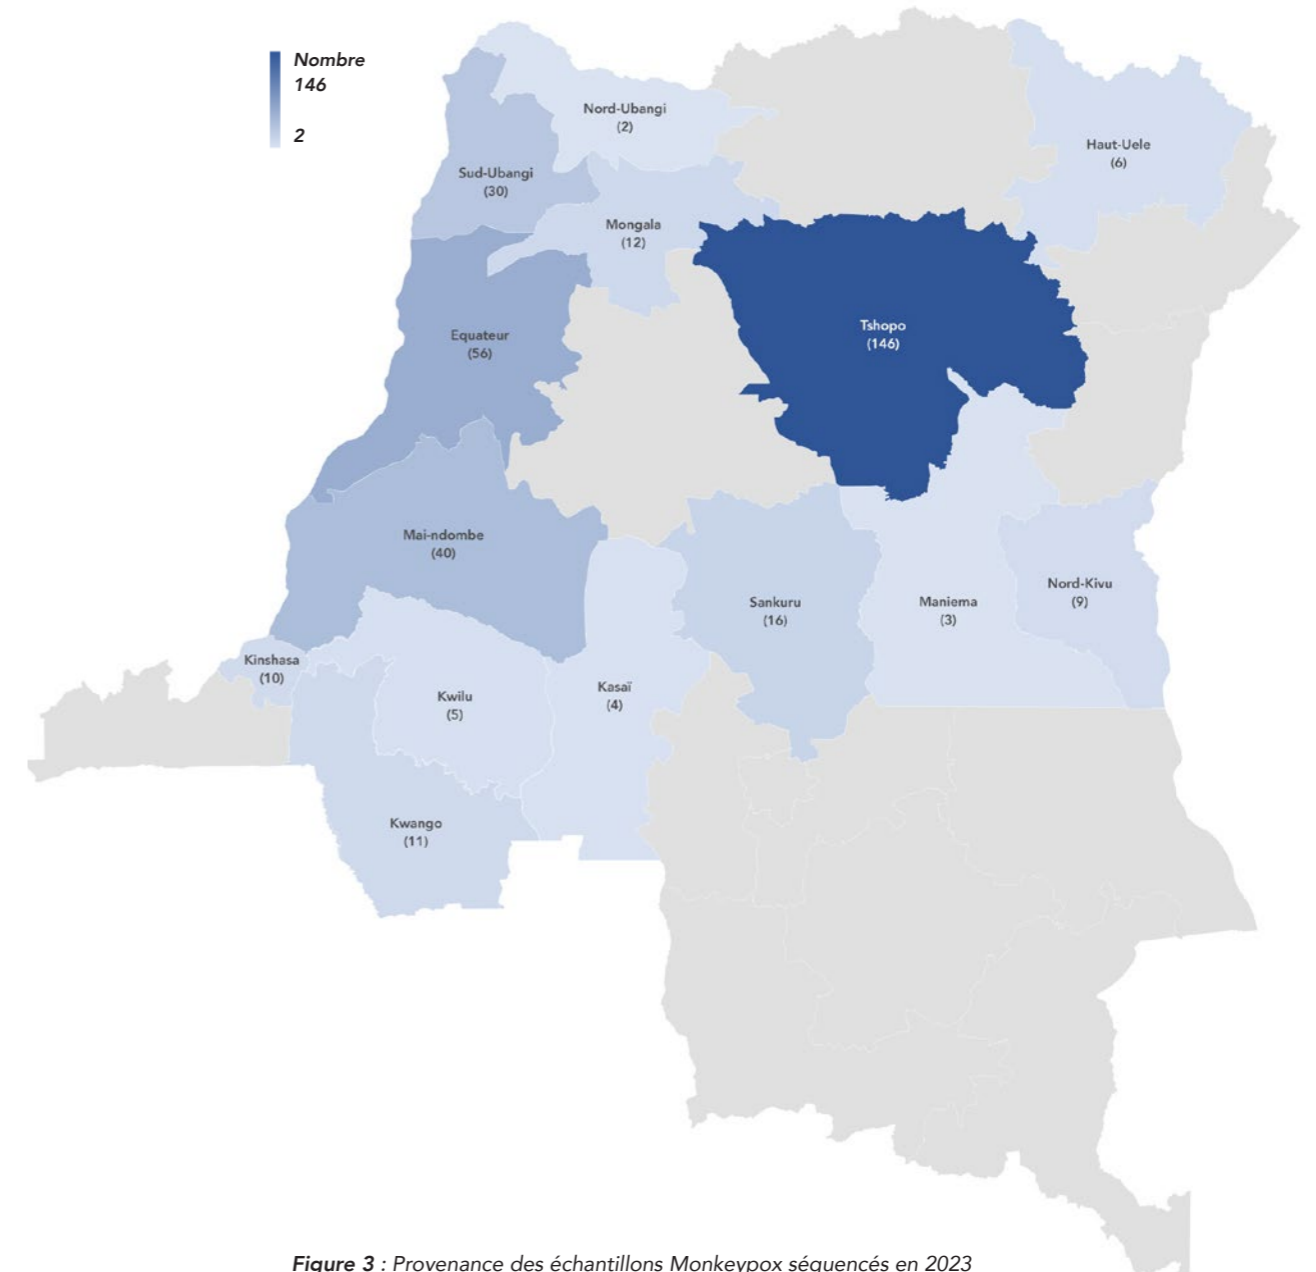 Nombre
146
2
Nord-Ubangi
(2)
Haut-Uele
(6)
Sud-Ubangi
(30)
Mongala
(12)
Equateur
(56)
Tshopo
(146)
Mai-ndombe
(40)
Nord-Kivu
(9)
Sankuru
(16)
Maniema
(3)
Kinshasa
(10)
Kwilu
(5)
Kasaï
(4)
Kwango
(11)
Figure 3 : Provenance des échantillons Monkeypox séquencés en 2023